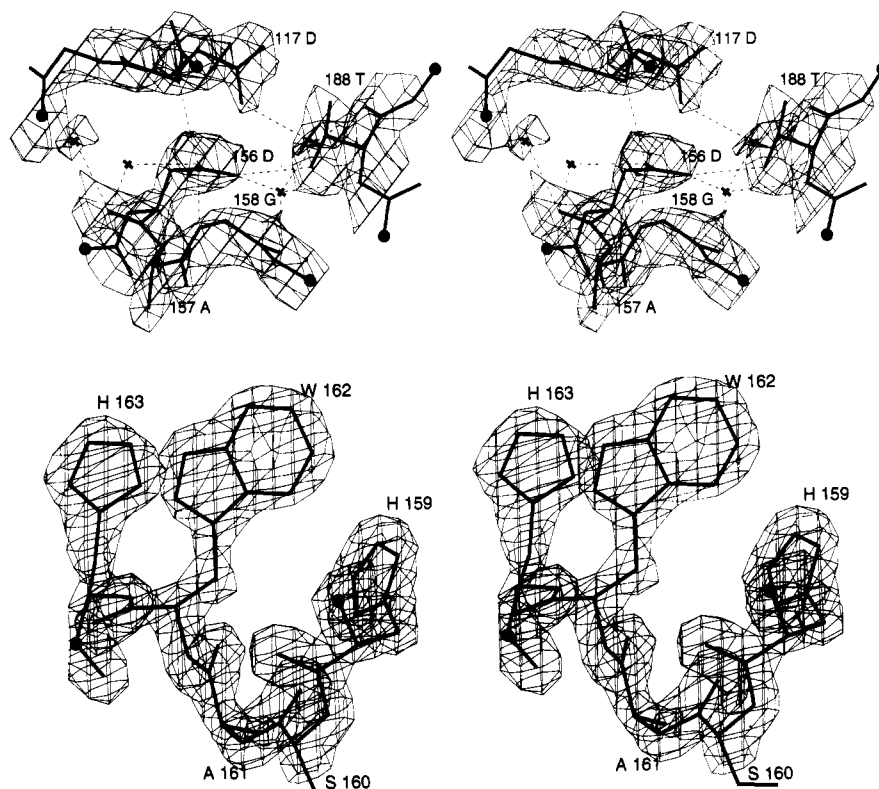 117 D
117 D
188 T
188 T
156 D
156 D
158 G
158 G
157 A
157 A
W 162
W 162
H 163
H 163
H 159
H 159
A 161
A 161
S 160
S 160